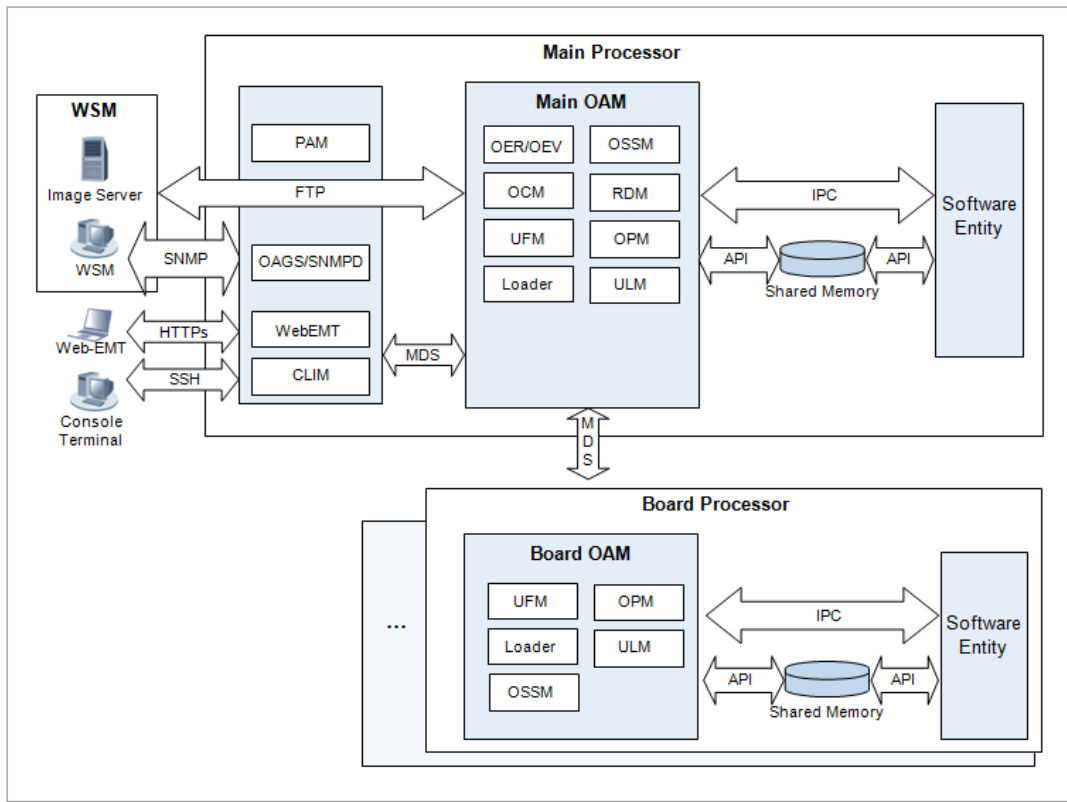 Main Processor
WSM
Image Server
WSM
Web-EMT
Console
Terminal
FTP
SNMP
HTTPs
SSH
PAM
OAGS/SNMPD
WebEMT
CLIM
MDS
Main OAM
OER/OEV
OSSM
OCM
RDM
UFM
OPM
Loader
ULM
IPC
API
Shared Memory
API
Software
Entity
M
D
S
Board Processor
...
Board OAM
UFM
OPM
Loader
ULM
OSSM
IPC
API
Shared Memory
API
Software
Entity